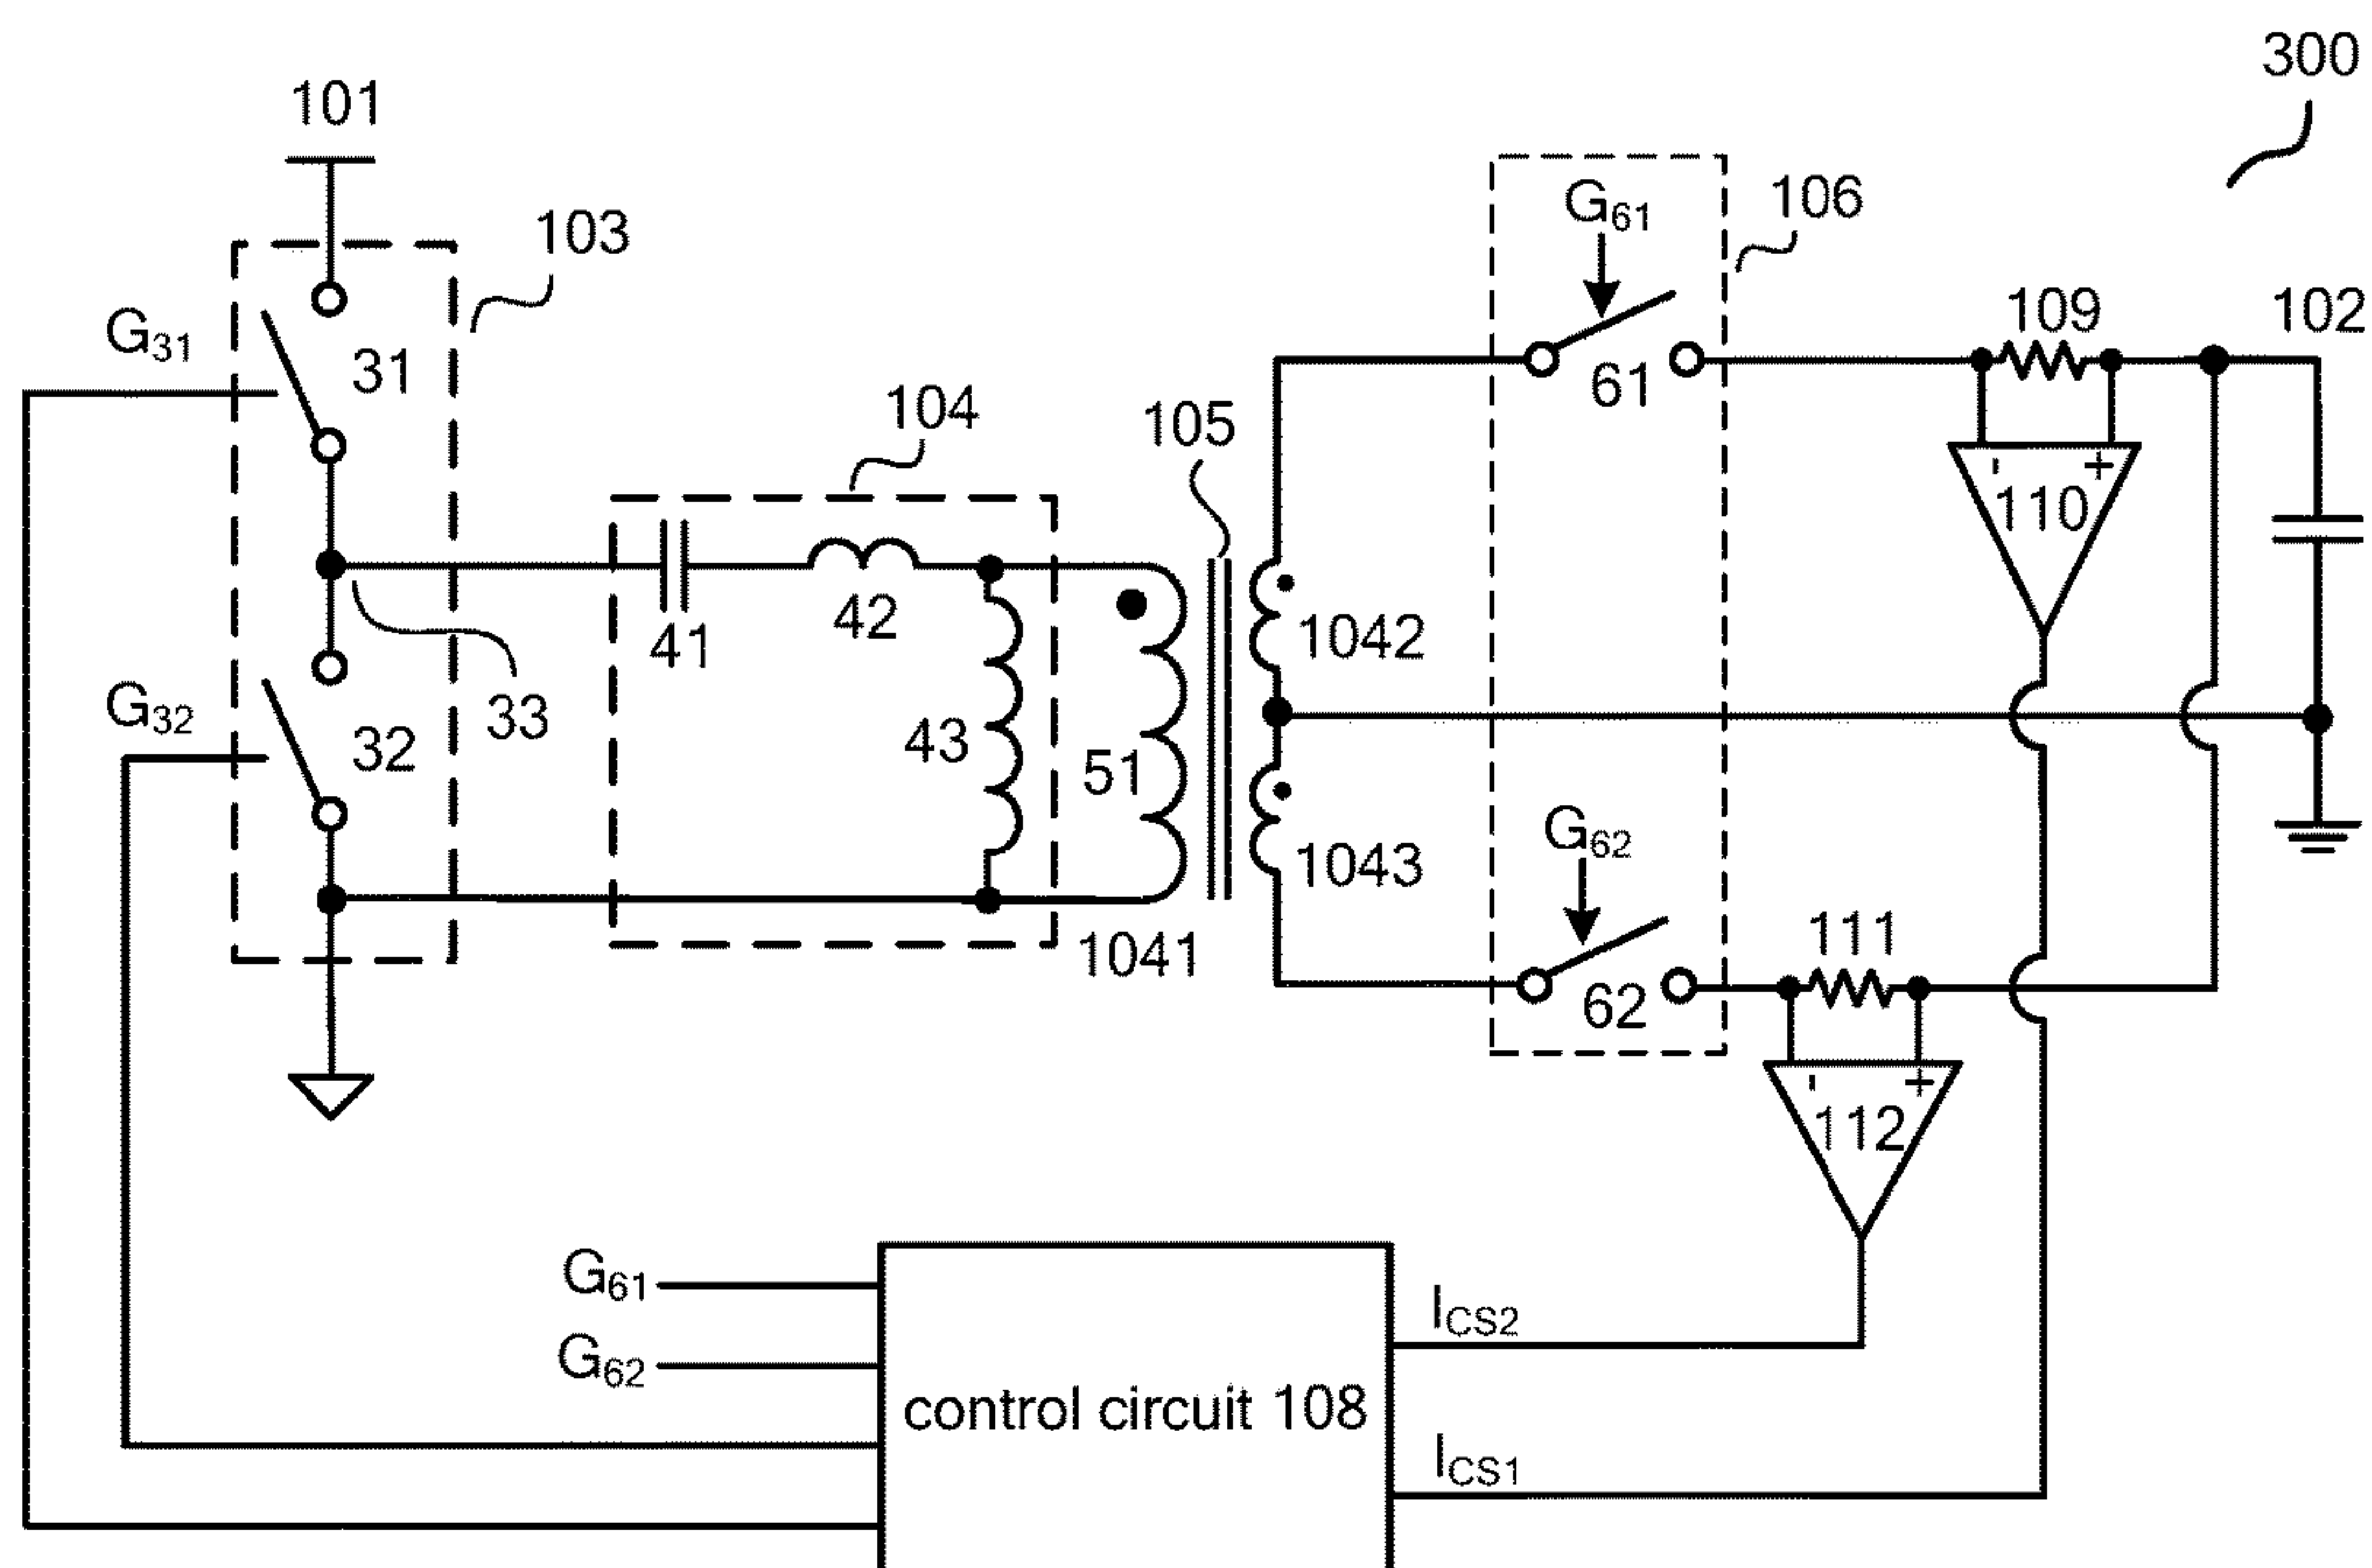 300
101
103
106
G61
G31
31
61
109
102
104
105
110
- +
41
42
1042
33
G32
32
43
51
1043
G62
1041
62
111
- +
112
G61
G62
control circuit 108
ICS2
ICS1